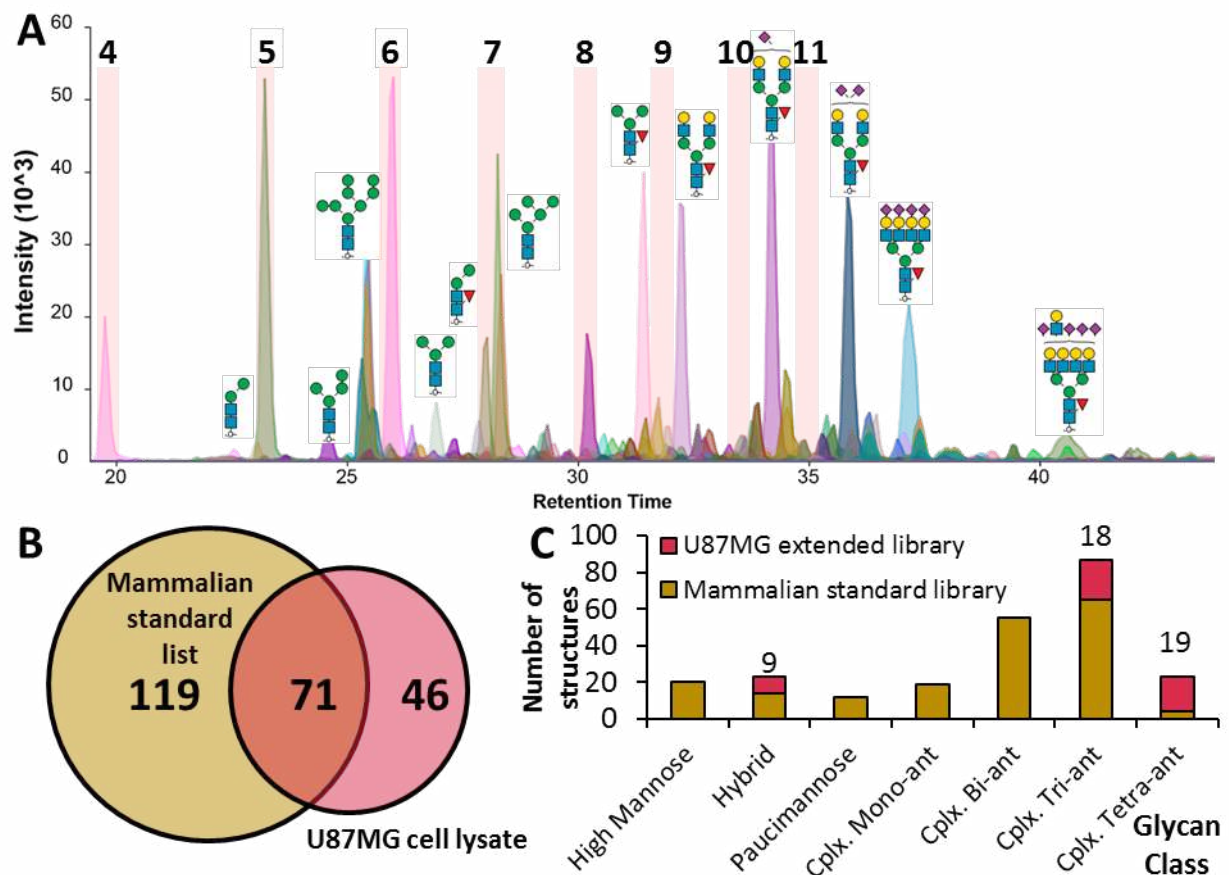 A
60
50
40
30
20
10
0
Intensity (10^3)
4 5 6 7 8 9 10 11
20 25 30 35 40
Retention Time
B
Mammalian
standard
list
119 71 46
U87MG cell lysate
C
100
80
60
40
20
0
Number of
structures
U87MG extended library
Mammalian standard library
9
18
19
High Mannose
Hybrid
Paucimannose
Cplx. Mono-ant
Cplx. Bi-ant
Cplx. Tri-ant
Cplx. Tetra-ant
Glycan
Class